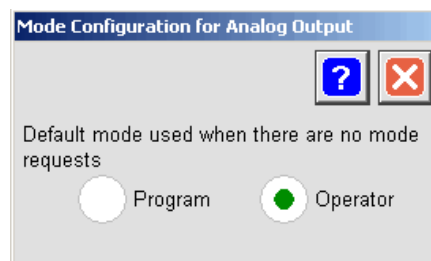 Mode Configuration for Analog Output
?
Default mode used when there are no mode
requests
Program Operator